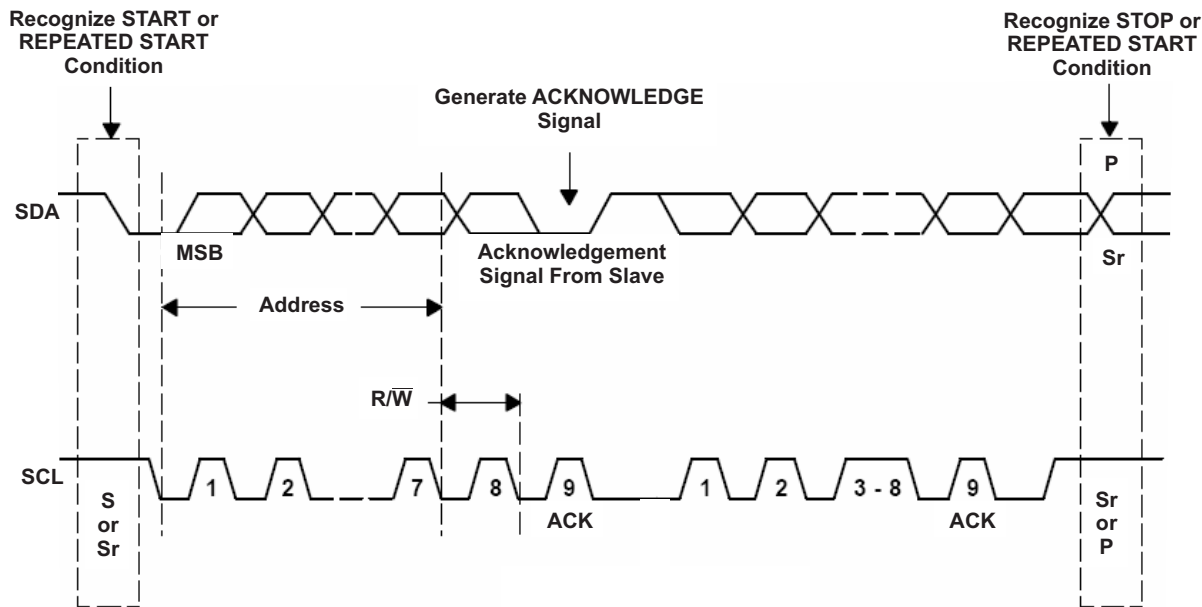 Recognize START or
REPEATED START
Condition
Recognize STOP or
REPEATED START
Condition
Generate ACKNOWLEDGE
Signal
P
SDA
MSB
Acknowledgement
Signal From Slave
Sr
Address
R/W̅
SCL
1 2 7 8 9 1 2 3 - 8 9
ACK ACK
S
or
Sr
Sr
or
P